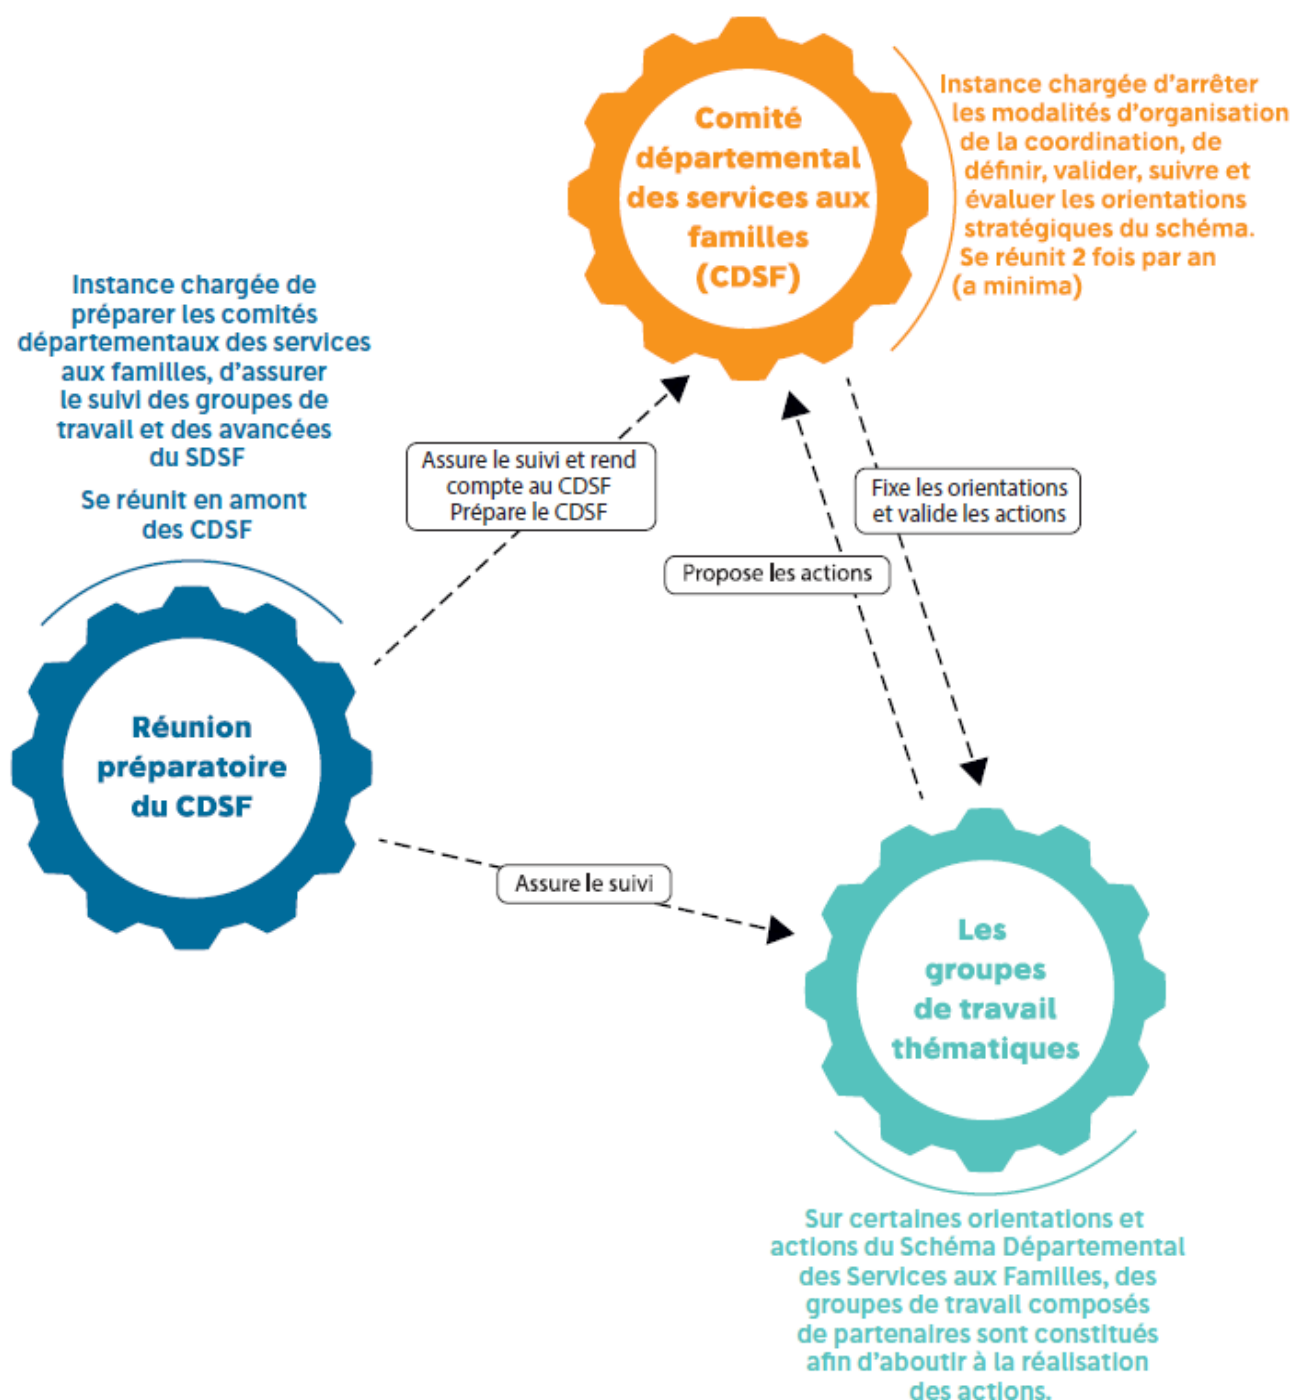 Comité
départemental
des services aux
familles
(CDSF)
Instance chargée d'arrêter
les modalités d'organisation
de la coordination, de
définir, valider, suivre et
évaluer les orientations
stratégiques du schéma.
Se réunit 2 fois par an
(a minima)
Instance chargée de
préparer les comités
départementaux des services
aux familles, d'assurer
le suivi des groupes de
travail et des avancées
du SDSF
Se réunit en amont
des CDSF
Assure le suivi et rend
compte au CDSF
Prépare le CDSF
Fixe les orientations
et valide les actions
Propose les actions
Réunion
préparatoire
du CDSF
Assure le suivi
Les
groupes
de travail
thématiques
Sur certaines orientations et
actions du Schéma Départemental
des Services aux Familles, des
groupes de travail composés
de partenaires sont constitués
afin d'aboutir à la réalisation
des actions.